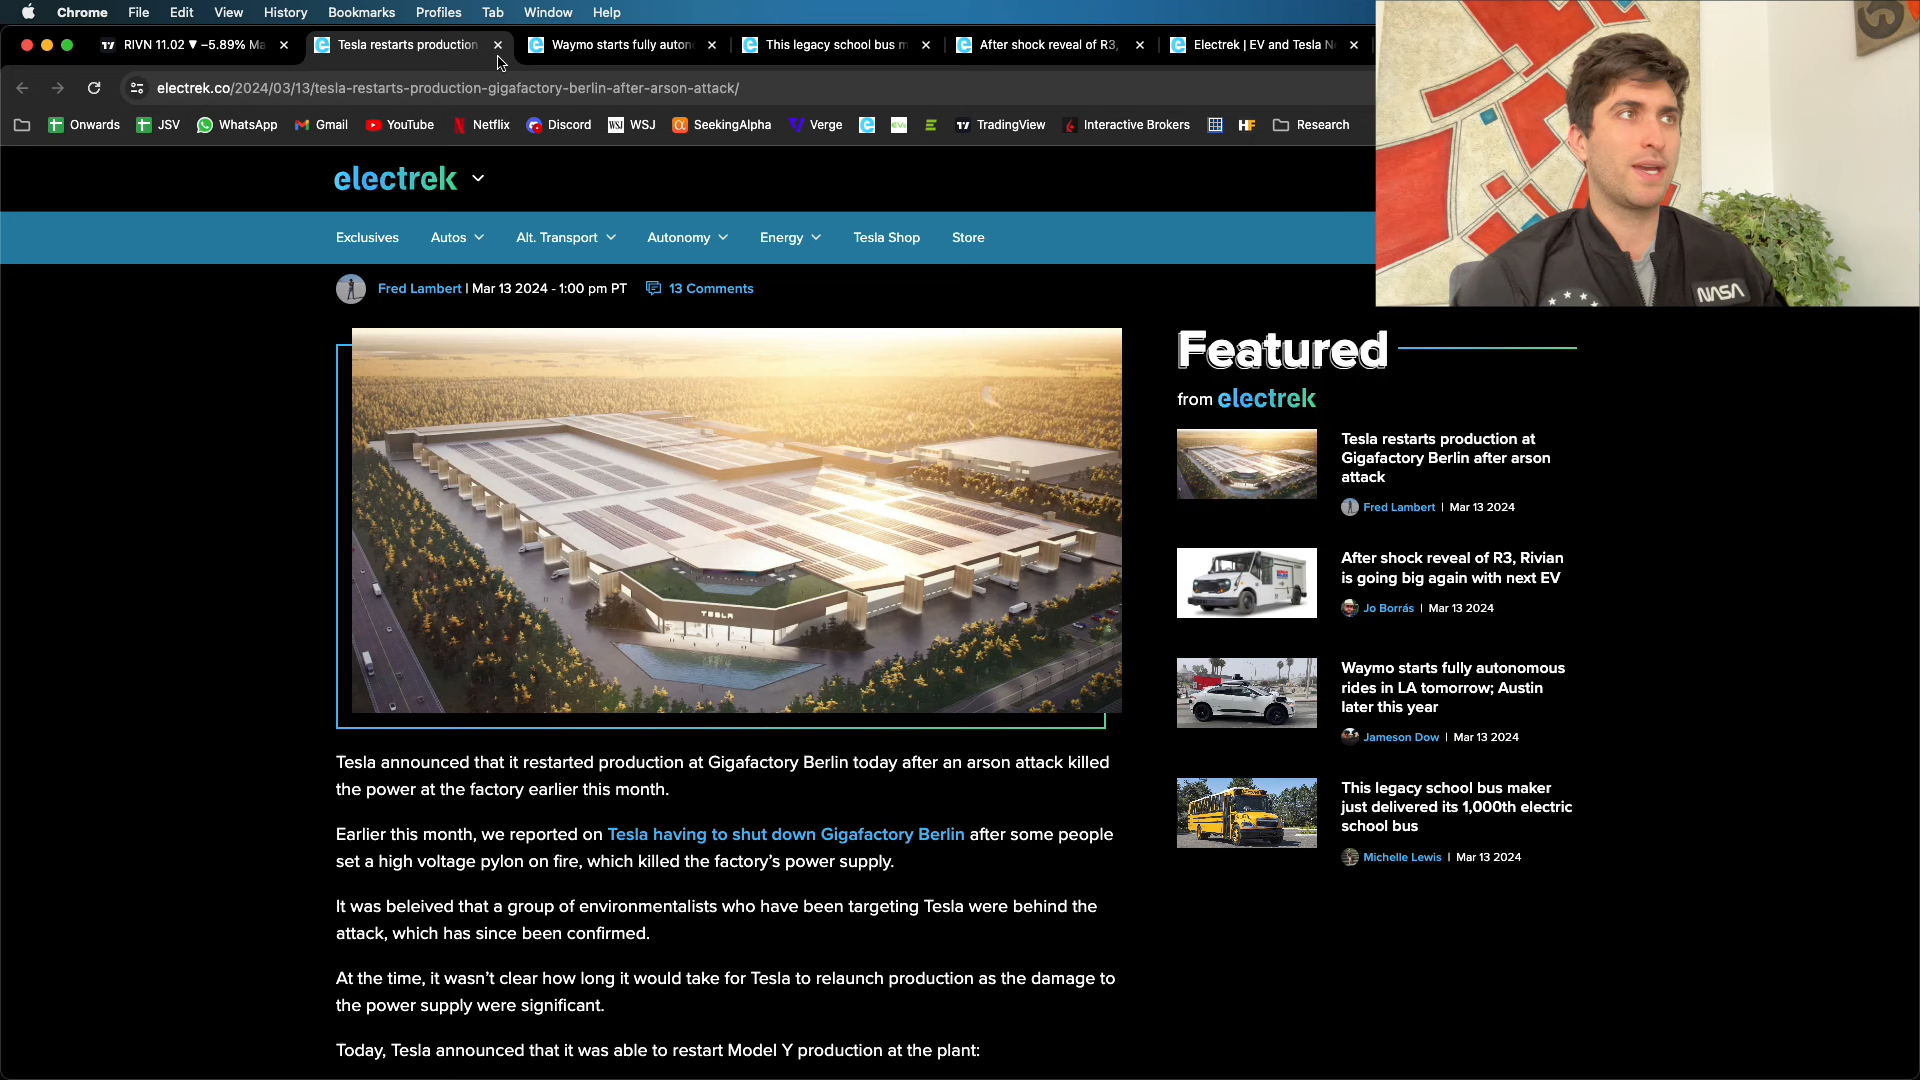 Chrome File Edit View History Bookmarks Profiles Tab Window Help
RIVN 11.02 ▼ −5.89% Ma
Tesla restarts production
Waymo starts fully auton
This legacy school bus m
After shock reveal of R3,
Electrek | EV and Tesla N
electrek.co/2024/03/13/tesla-restarts-production-gigafactory-berlin-after-arson-attack/
Onwards JSV WhatsApp Gmail YouTube Netflix Discord WSJ WSJ SeekingAlpha Verge TradingView Interactive Brokers HF Research
electrek
Exclusives Autos Alt. Transport Autonomy Energy Tesla Shop Store
Fred Lambert | Mar 13 2024 - 1:00 pm PT 13 Comments
TESLA
NASA
Tesla announced that it restarted production at Gigafactory Berlin today after an arson attack killed
the power at the factory earlier this month.
Earlier this month, we reported on Tesla having to shut down Gigafactory Berlin after some people
set a high voltage pylon on fire, which killed the factory's power supply.
It was beleived that a group of environmentalists who have been targeting Tesla were behind the
attack, which has since been confirmed.
At the time, it wasn't clear how long it would take for Tesla to relaunch production as the damage to
the power supply were significant.
Today, Tesla announced that it was able to restart Model Y production at the plant:
Featured
from electrek
Tesla restarts production at
Gigafactory Berlin after arson
attack
Fred Lambert | Mar 13 2024
After shock reveal of R3, Rivian
is going big again with next EV
Jo Borrás | Mar 13 2024
Waymo starts fully autonomous
rides in LA tomorrow; Austin
later this year
Jameson Dow | Mar 13 2024
This legacy school bus maker
just delivered its 1,000th electric
school bus
Michelle Lewis | Mar 13 2024